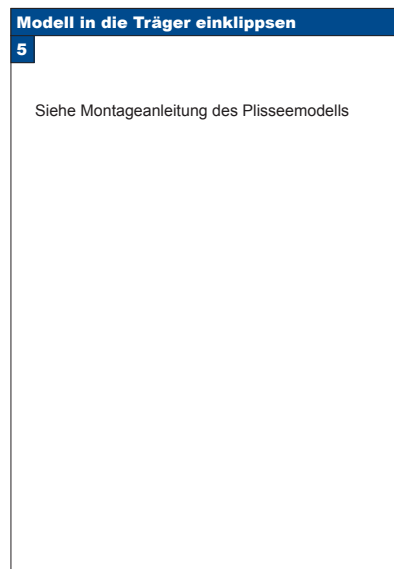 Modell in die Träger einklippsen
5
Siehe Montageanleitung des Plisseemodells